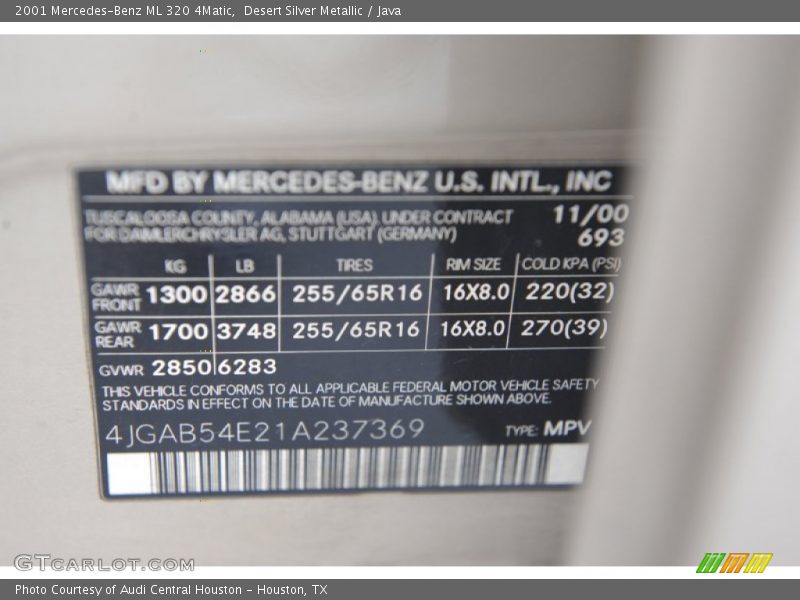 2001 Mercedes-Benz ML 320 4Matic, Desert Silver Metallic / Java
MFD BY MERCEDES-BENZ U.S. INTL., INC
TUSCALOOSA COUNTY, ALABAMA (USA) UNDER CONTRACT 11/00
FOR DAIMLERCHRYSLER AG, STUTTGART (GERMANY) 693
KG LB TIRES RIM SIZE COLD KPA (PSI)
GAWR FRONT 1300 2866 255/65R16 16X8.0 220(32)
GAWR REAR 1700 3748 255/65R16 16X8.0 270(39)
GVWR 2850 6283
THIS VEHICLE CONFORMS TO ALL APPLICABLE FEDERAL MOTOR VEHICLE SAFETY
STANDARDS IN EFFECT ON THE DATE OF MANUFACTURE SHOWN ABOVE.
4JGAB54E21A237369 TYPE: MPV
GTCARLOT.COM
Photo Courtesy of Audi Central Houston - Houston, TX